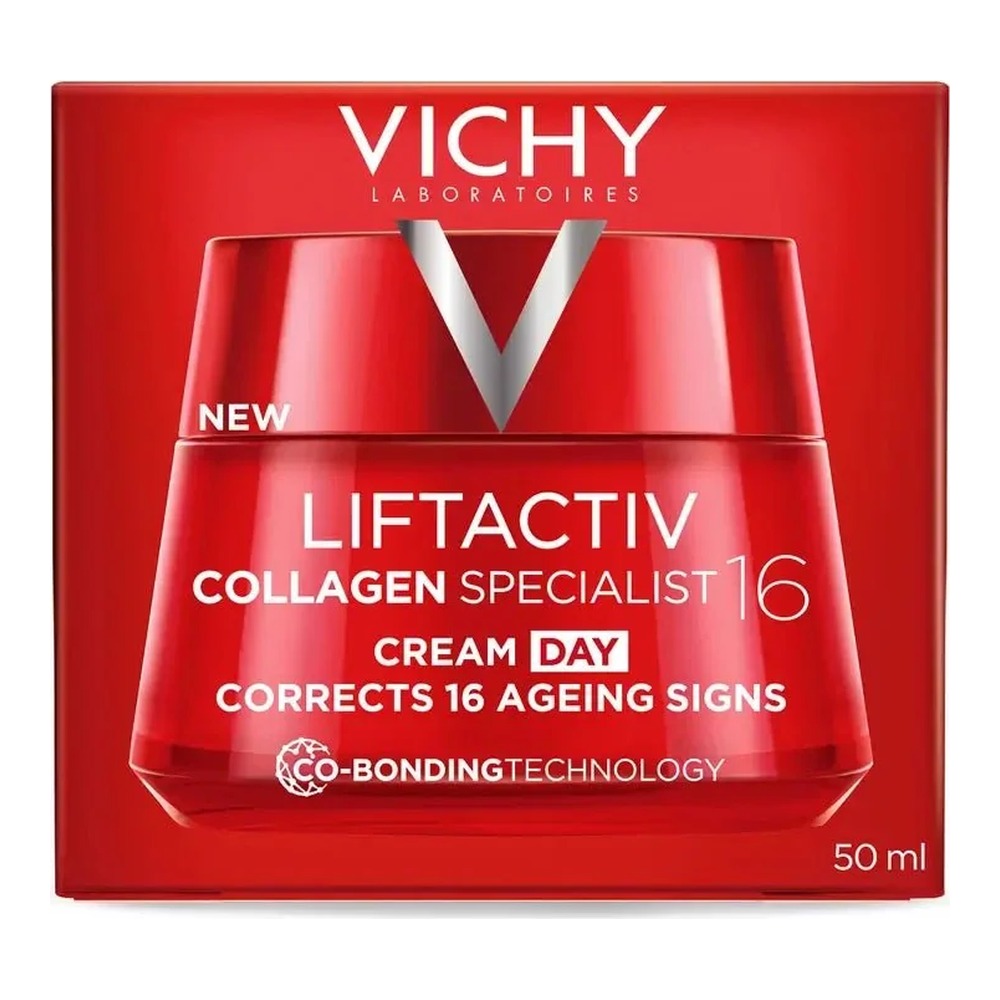 VICHY
LABORATOIRES
NEW
LIFTACTIV
COLLAGEN SPECIALIST 16
CREAM DAY
CORRECTS 16 AGEING SIGNS
CO-BONDINGTECHNOLOGY
50 ml